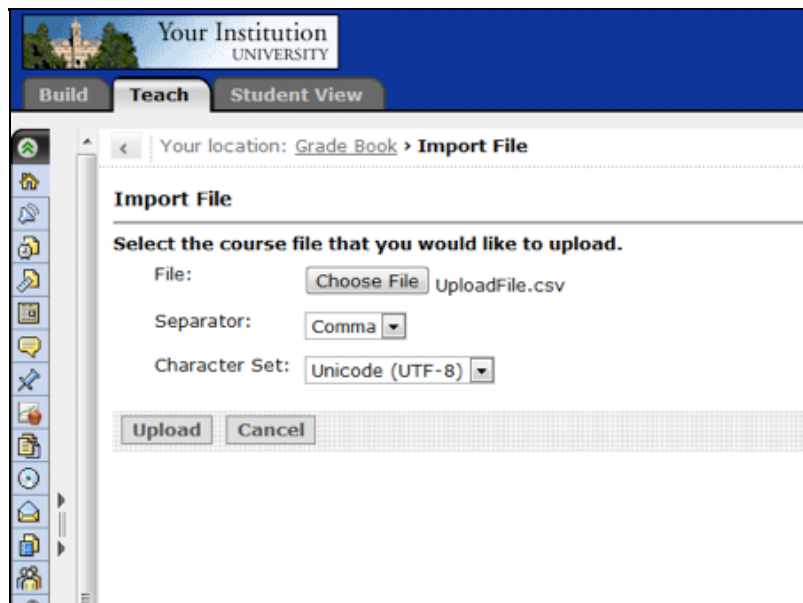 Your Institution
UNIVERSITY
Build Teach Student View
Your location: Grade Book › Import File
Import File
Select the course file that you would like to upload.
File: Choose File UploadFile.csv
Separator: Comma
Character Set: Unicode (UTF-8)
Upload Cancel